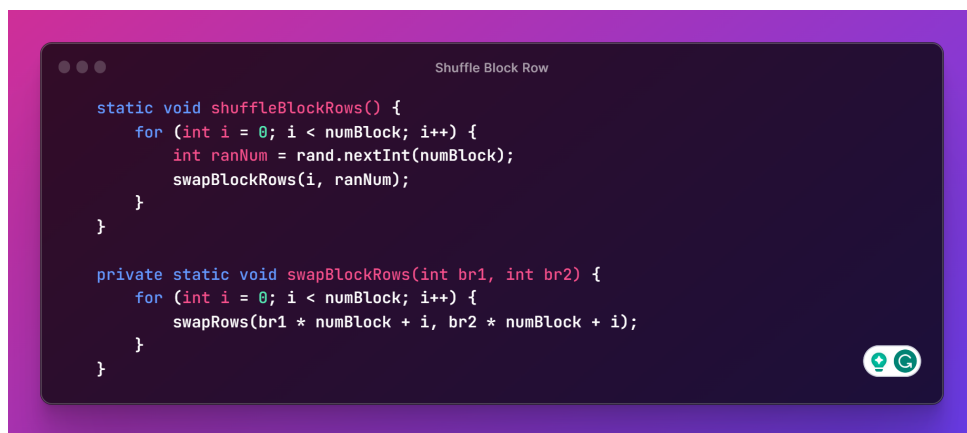 Shuffle Block Row
static void shuffleBlockRows() {
    for (int i = 0; i < numBlock; i++) {
        int ranNum = rand.nextInt(numBlock);
        swapBlockRows(i, ranNum);
    }
}

private static void swapBlockRows(int br1, int br2) {
    for (int i = 0; i < numBlock; i++) {
        swapRows(br1 * numBlock + i, br2 * numBlock + i);
    }
}